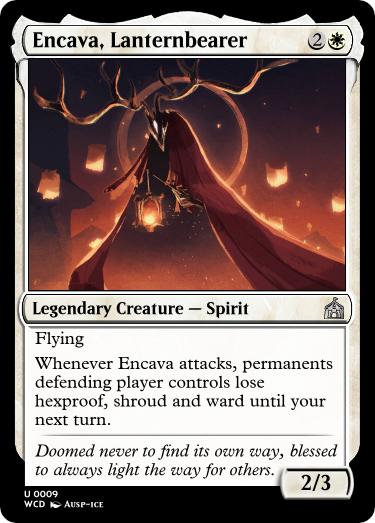 Encava, Lanternbearer 2
Legendary Creature — Spirit
Flying
Whenever Encava attacks, permanents
defending player controls lose
hexproof, shroud and ward until your
next turn.
Doomed never to find its own way, blessed
to always light the way for others.
2/3
U 0009
WCD Ausp-ice